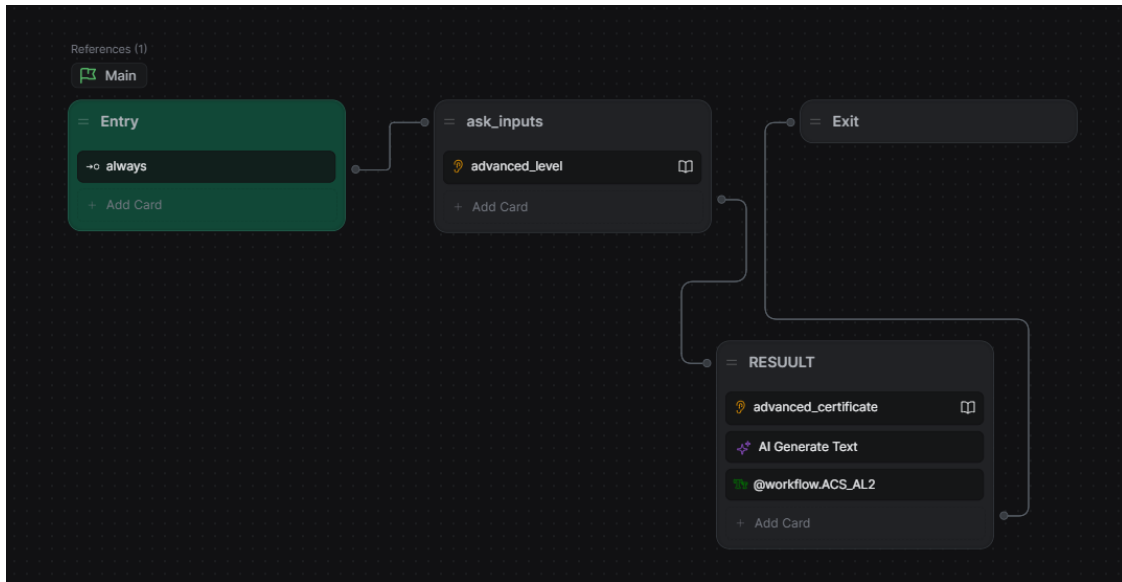 References (1)
Main
Entry
always
+ Add Card
ask_inputs
advanced_level
+ Add Card
Exit
RESUULT
advanced_certificate
AI Generate Text
@workflow.ACS_AL2
+ Add Card